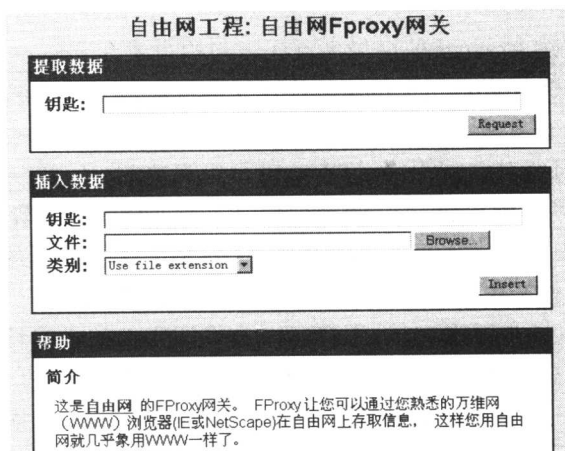 自由网工程: 自由网Fproxy网关
提取数据
钥匙:
Request
插入数据
钥匙:
文件: Browse...
类别: Use file extension
Insert
帮助
简介
这是自由网 的FProxy网关。 FProxy让您可以通过您熟悉的万维网
（WWW）浏览器(IE或NetScape)在自由网上存取信息， 这样您用自由
网就几乎象用WWW一样了。